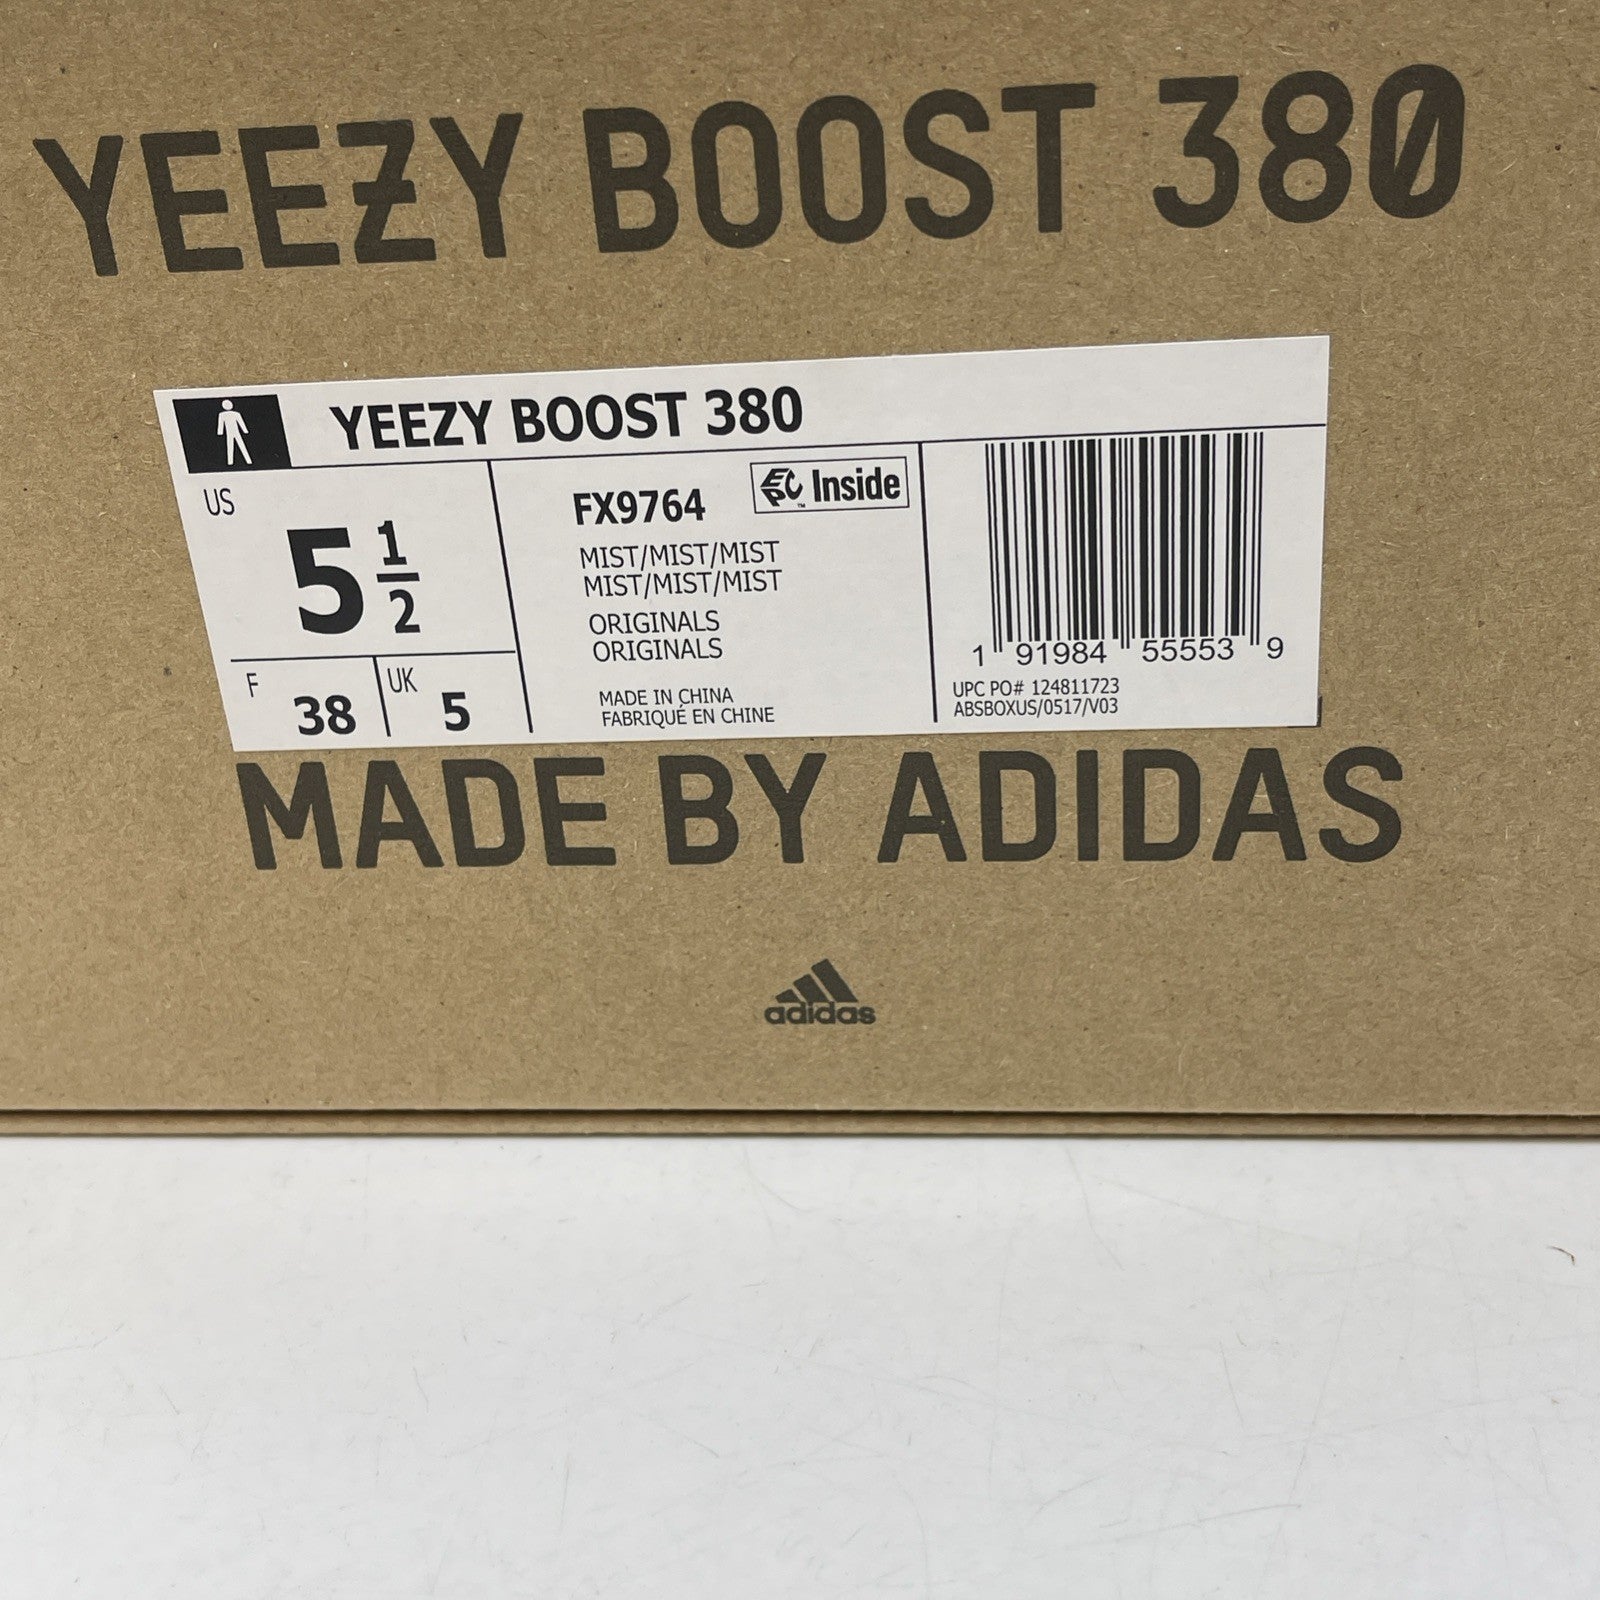 YEEZY BOOST 380
YEEZY BOOST 380
US
5 1/2
F
38
UK
5
FX9764
EPC Inside
™
MIST/MIST/MIST
MIST/MIST/MIST
ORIGINALS
ORIGINALS
MADE IN CHINA
FABRIQUÉ EN CHINE
1 91984 55553 9
UPC PO# 124811723
ABSBOXUS/0517/V03
MADE BY ADIDAS
adidas